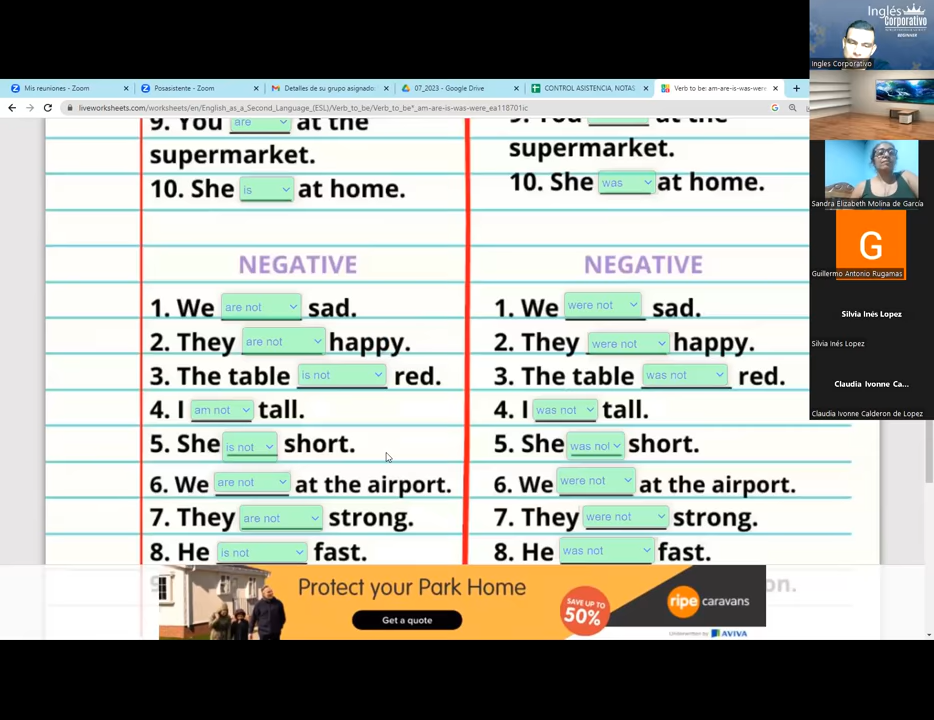 Inglés
Corporativo
Ingles Corporativo
Mis reuniones - Zoom
Posasistente - Zoom
Detalles de su grupo asignado:
07_2023 - Google Drive
CONTROL ASISTENCIA, NOTAS
Verb to be: am-are-is-was-were
liveworksheets.com/worksheets/en/English_as_a_Second_Language_(ESL)/Verb_to_be/Verb_to_be*_am-are-is-was-were_ea118701ic
9. You are at the
supermarket.
10. She is at home.
9. You at the
supermarket.
10. She was at home.
NEGATIVE
1. We are not sad.
2. They are not happy.
3. The table is not red.
4. I am not tall.
5. She is not short.
6. We are not at the airport.
7. They are not strong.
8. He is not fast.
NEGATIVE
1. We were not sad.
2. They were not happy.
3. The table was not red.
4. I was not tall.
5. She was not short.
6. We were not at the airport.
7. They were not strong.
8. He was not fast.
on.
Protect your Park Home
Get a quote
SAVE UP TO
50%
ripe caravans
Underwritten by AVIVA
Sandra Elizabeth Molina de García
G
Guillermo Antonio Rugamas
Silvia Inés Lopez
Silvia Inés Lopez
Claudia Ivonne Ca...
Claudia Ivonne Calderon de Lopez